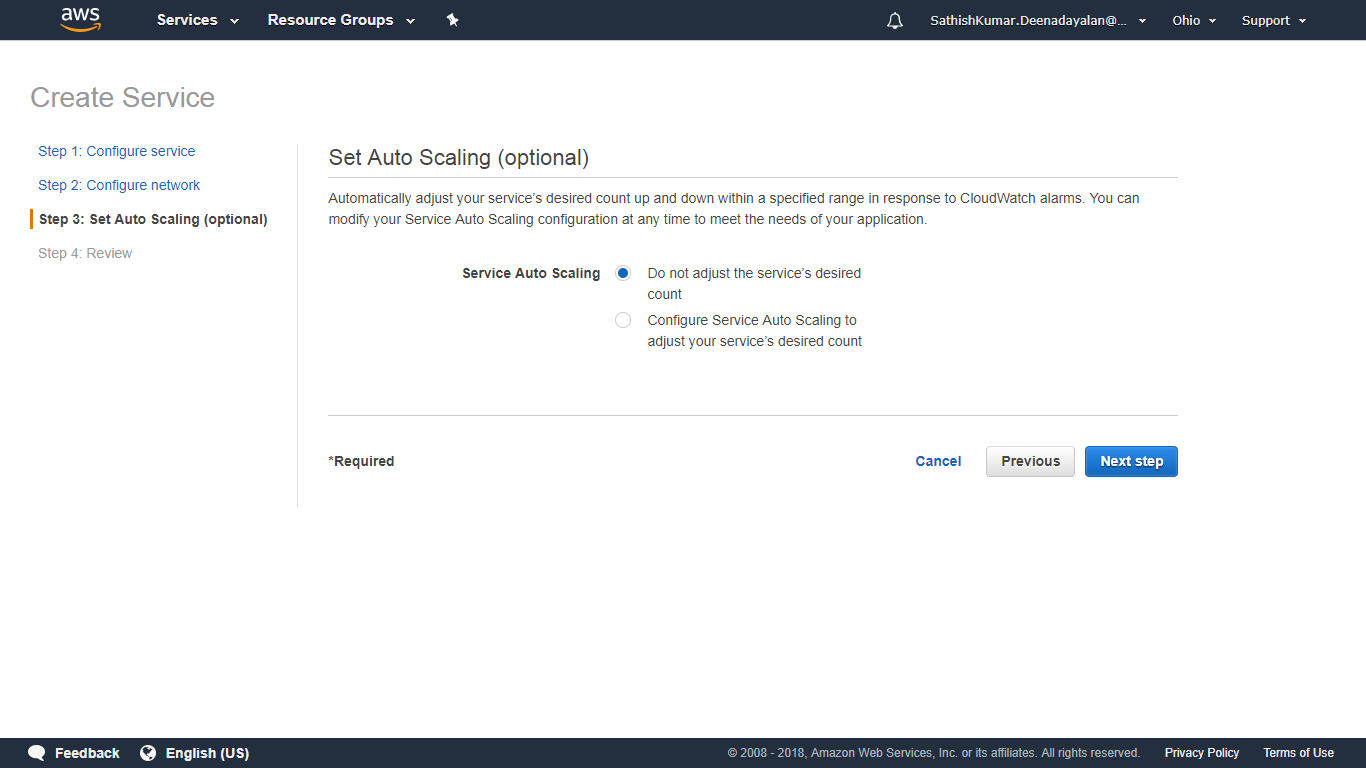 aws Services Resource Groups SathishKumar.Deenadayalan@... Ohio Support
Create Service
Step 1: Configure service
Step 2: Configure network
Step 3: Set Auto Scaling (optional)
Step 4: Review
Set Auto Scaling (optional)
Automatically adjust your service’s desired count up and down within a specified range in response to CloudWatch alarms. You can
modify your Service Auto Scaling configuration at any time to meet the needs of your application.
Service Auto Scaling Do not adjust the service’s desired
count
Configure Service Auto Scaling to
adjust your service’s desired count
*Required Cancel Previous Next step
Feedback English (US) © 2008 - 2018, Amazon Web Services, Inc. or its affiliates. All rights reserved. Privacy Policy Terms of Use